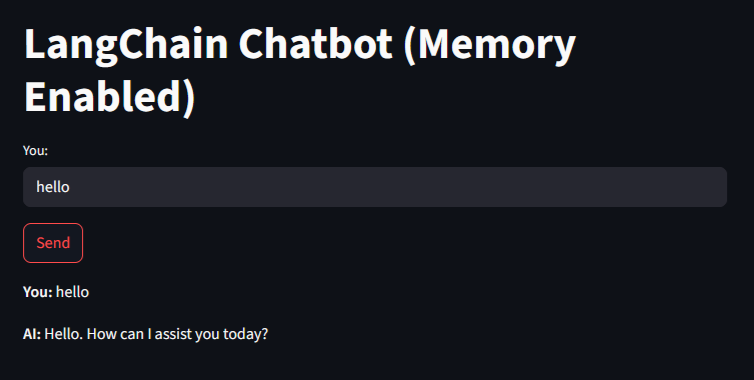 LangChain Chatbot (Memory
Enabled)
You:
hello
Send
You: hello
AI: Hello. How can I assist you today?